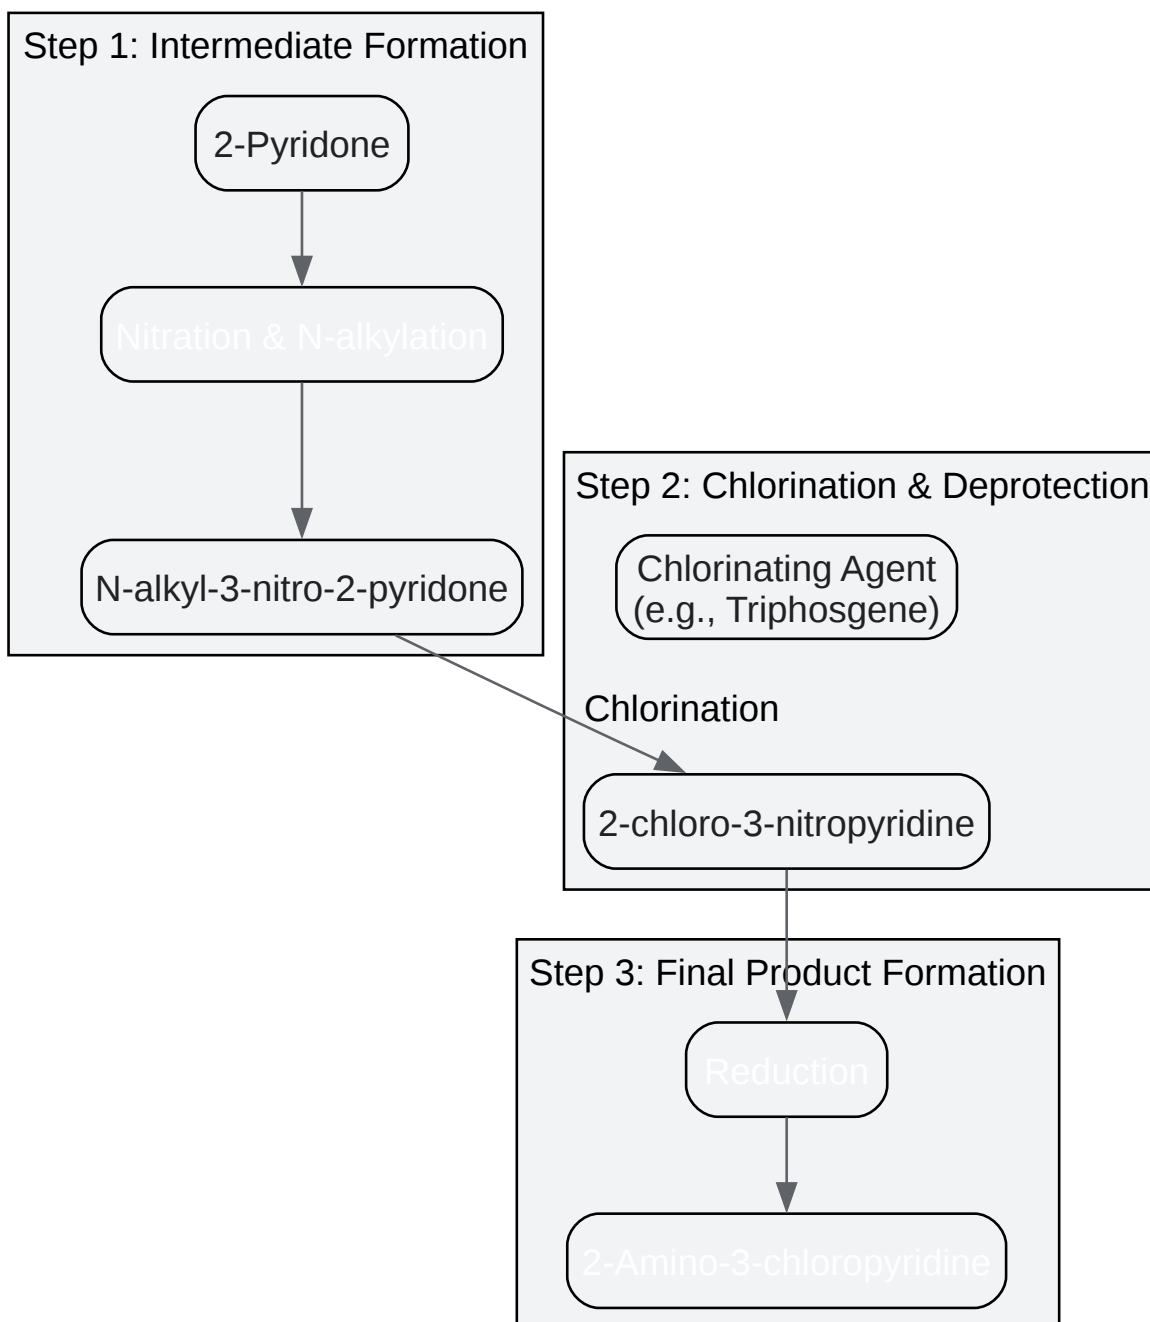 Step 1: Intermediate Formation
2-Pyridone
Nitration & N-alkylation
N-alkyl-3-nitro-2-pyridone
Step 2: Chlorination & Deprotection
Chlorinating Agent
(e.g., Triphosgene)
Chlorination
2-chloro-3-nitropyridine
Step 3: Final Product Formation
Reduction
2-Amino-3-chloropyridine